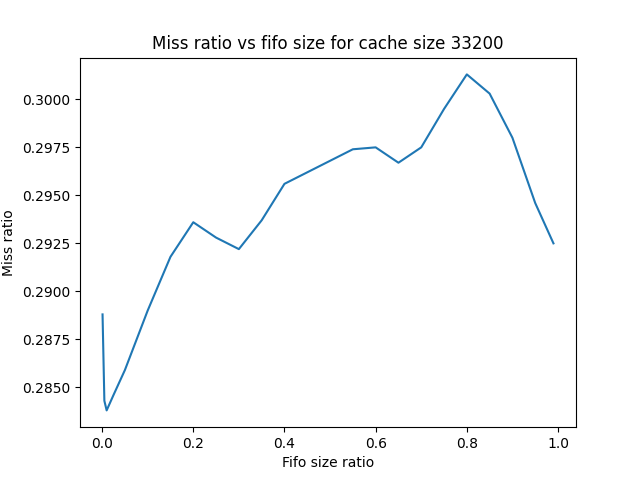 Miss ratio vs fifo size for cache size 33200
0.3000
0.2975
0.2950
0.2925
0.2900
0.2875
0.2850
Miss ratio
0.0 0.2 0.4 0.6 0.8 1.0
Fifo size ratio